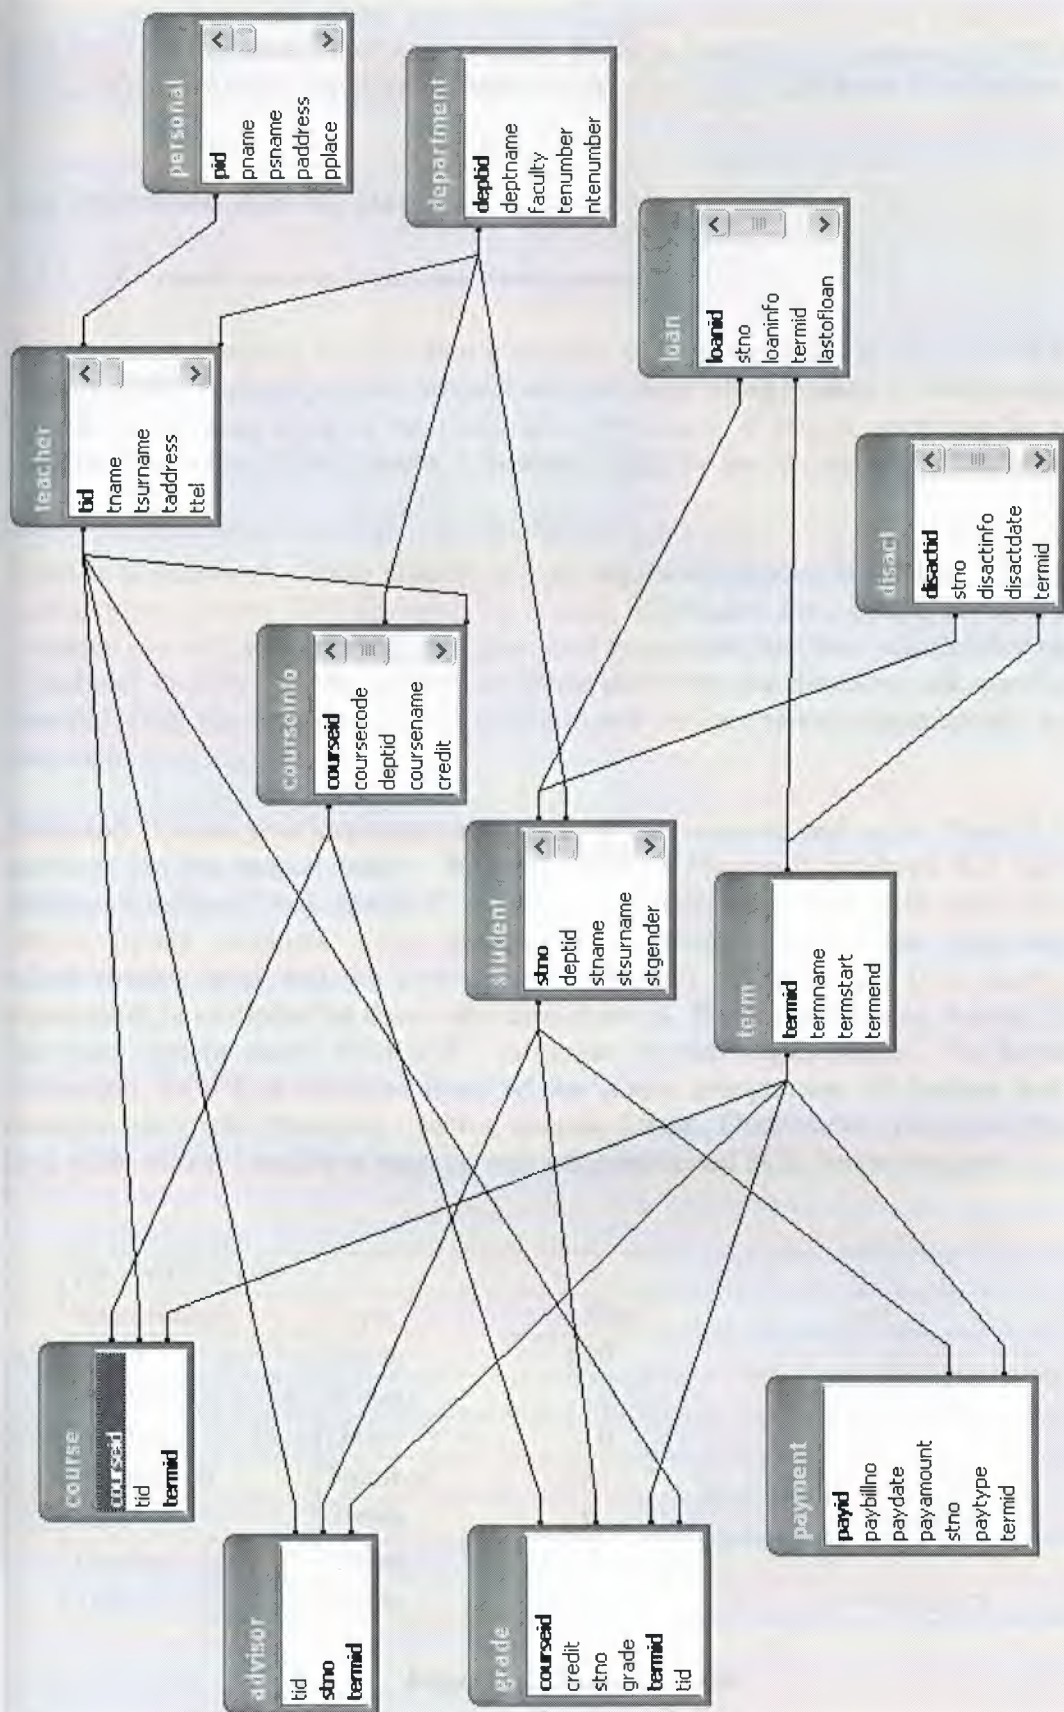 personal
pid
pname
psname
paddress
pplace
department
deptid
deptname
faculty
tenumber
ntenumber
teacher
tid
tname
tsurname
taddress
ttel
loan
loanid
stno
loaninfo
termid
lastofloan
disact
disactid
stno
disactinfo
disactdate
termid
courseinfo
courseid
coursecode
deptid
coursename
credit
student
stno
deptid
stname
stsurname
stgender
term
termid
termname
termstart
termend
course
courseid
tid
termid
advisor
tid
stno
termid
grade
courseid
credit
stno
grade
termid
tid
payment
payid
paybillno
paydate
payamount
stno
paytype
termid